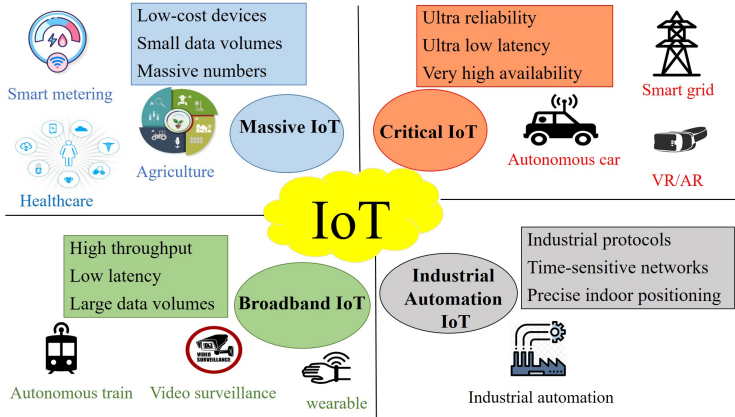 Low-cost devices
Small data volumes
Massive numbers
Smart metering
Massive IoT
Agriculture
Healthcare
Ultra reliability
Ultra low latency
Very high availability
Smart grid
Critical IoT
Autonomous car
VR/AR
IoT
High throughput
Low latency
Large data volumes
Broadband IoT
Autonomous train
VIDEO
SURVEILLANCE
Video surveillance
wearable
Industrial protocols
Time-sensitive networks
Precise indoor positioning
Industrial
Automation
IoT
Industrial automation